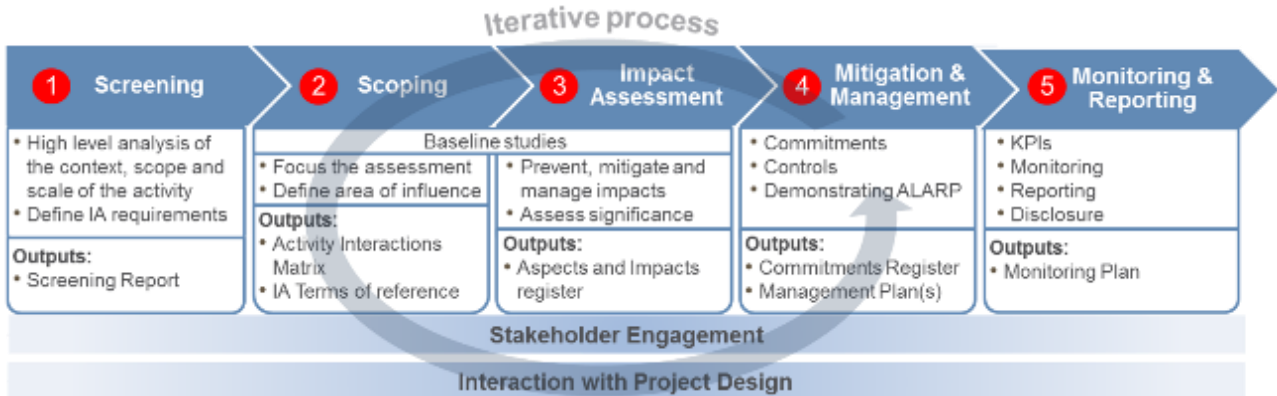 Iterative process
1 Screening
2 Scoping
3 Impact
Assessment
4 Mitigation &
Management
5 Monitoring &
Reporting
• High level analysis of
the context, scope and
scale of the activity
• Define IA requirements
Outputs:
• Screening Report
Baseline studies
• Focus the assessment
• Define area of influence
Outputs:
• Activity Interactions
Matrix
• IA Terms of reference
• Prevent, mitigate and
manage impacts
• Assess significance
Outputs:
• Aspects and Impacts
register
• Commitments
• Controls
• Demonstrating ALARP
Outputs:
• Commitments Register
• Management Plan(s)
• KPIs
• Monitoring
• Reporting
• Disclosure
Outputs:
• Monitoring Plan
Stakeholder Engagement
Interaction with Project Design